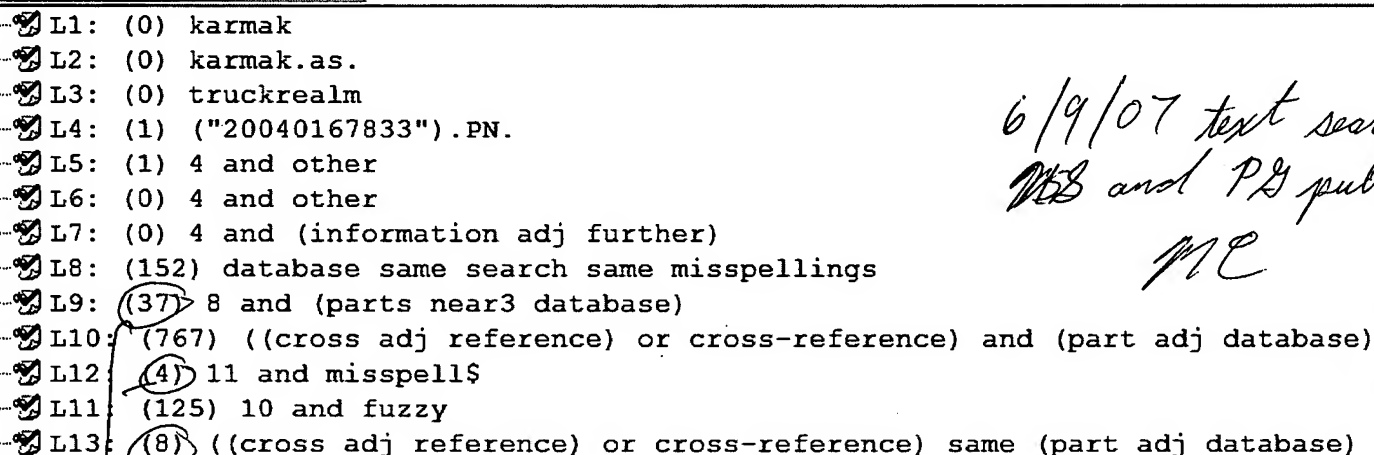 L1: (0) karmak
L2: (0) karmak.as.
L3: (0) truckrealm
L4: (1) ("20040167833").PN.
L5: (1) 4 and other
L6: (0) 4 and other
L7: (0) 4 and (information adj further)
L8: (152) database same search same misspellings
L9: (37) 8 and (parts near3 database)
L10: (767) ((cross adj reference) or cross-reference) and (part adj database)
L12 (4) 11 and misspell$
L11 (125) 10 and fuzzy
L13: (8) ((cross adj reference) or cross-reference) same (part adj database)
6/9/07 text sear
and PG pub